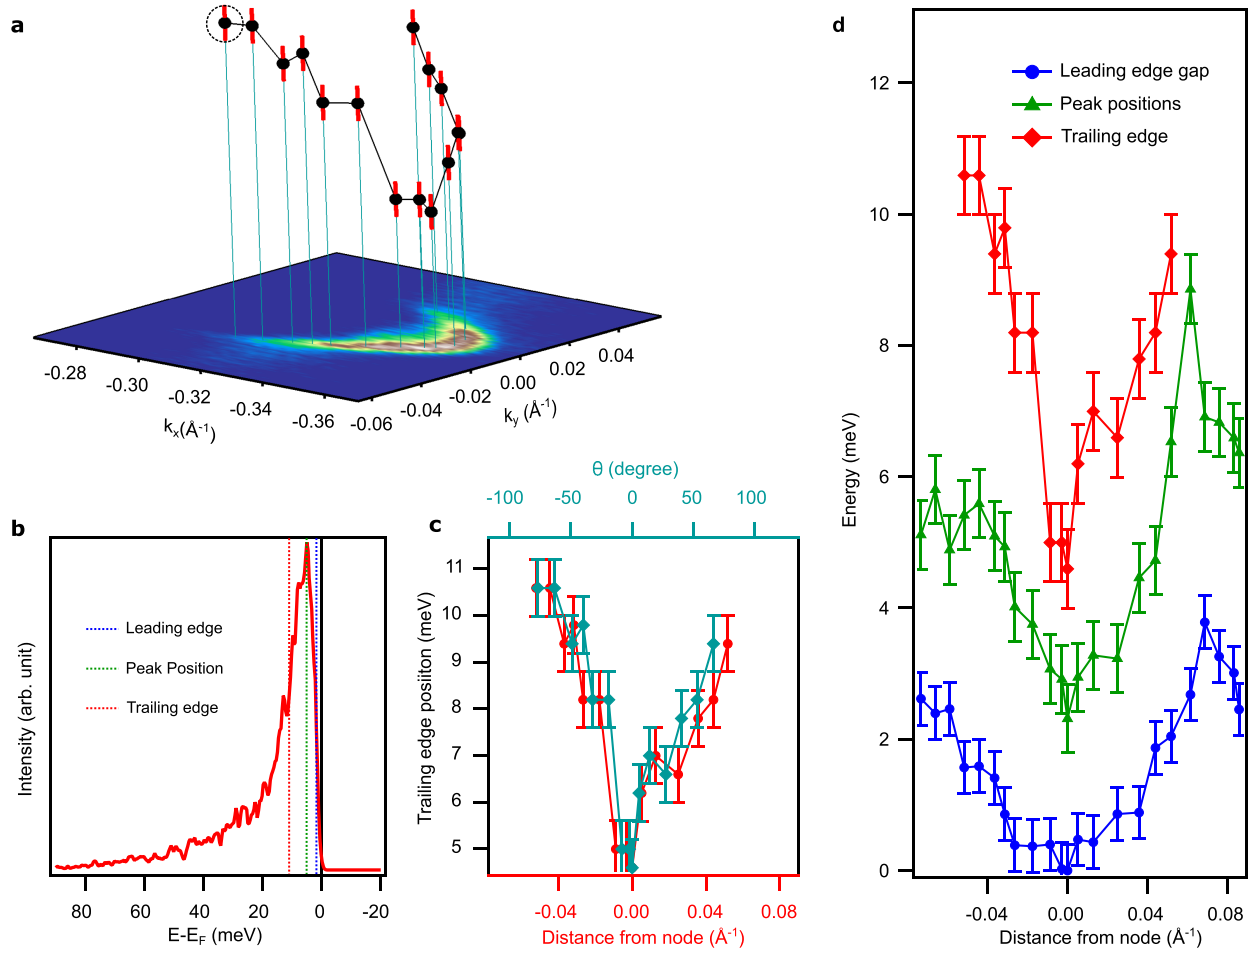 a
-0.28
-0.30
-0.32
-0.34
-0.36
kx(Å-1)
-0.06
-0.04
-0.02
0.00
0.02
0.04
ky (Å-1)
b
Intensity (arb. unit)
Leading edge
Peak Position
Trailing edge
80 60 40 20 0 -20
E-EF (meV)
c
θ (degree)
-100 -50 0 50 100
Trailing edge posiiton (meV)
11
10
9
8
7
6
5
-0.04 0.00 0.04 0.08
Distance from node (Å-1)
d
Leading edge gap
Peak positions
Trailing edge
Energy (meV)
12
10
8
6
4
2
0
-0.04 0.00 0.04 0.08
Distance from node (Å-1)